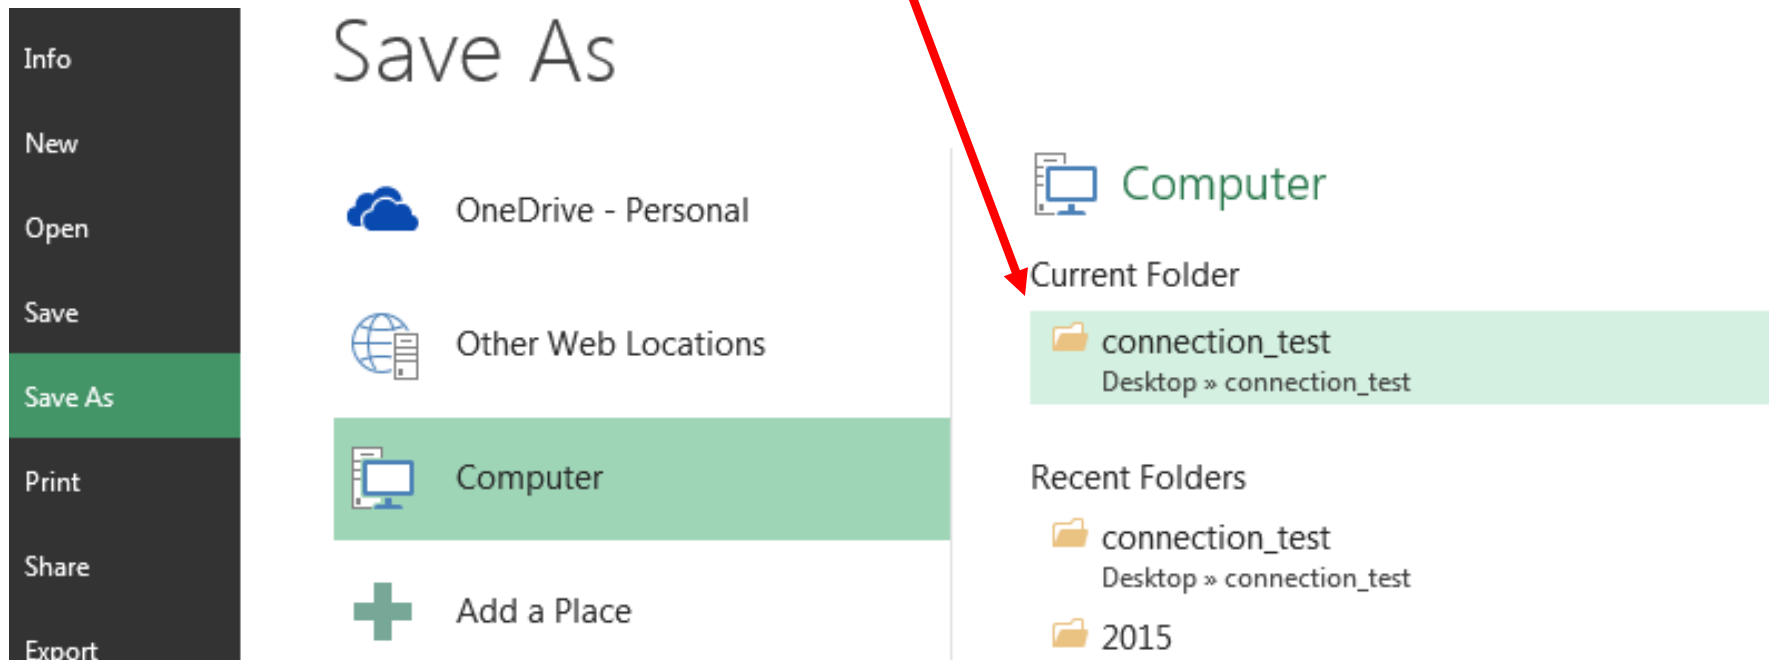 Info
New
Open
Save
Save As
Print
Share
Export
Save As
OneDrive - Personal
Other Web Locations
Computer
Add a Place
Computer
Current Folder
connection_test
Desktop » connection_test
Recent Folders
connection_test
Desktop » connection_test
2015